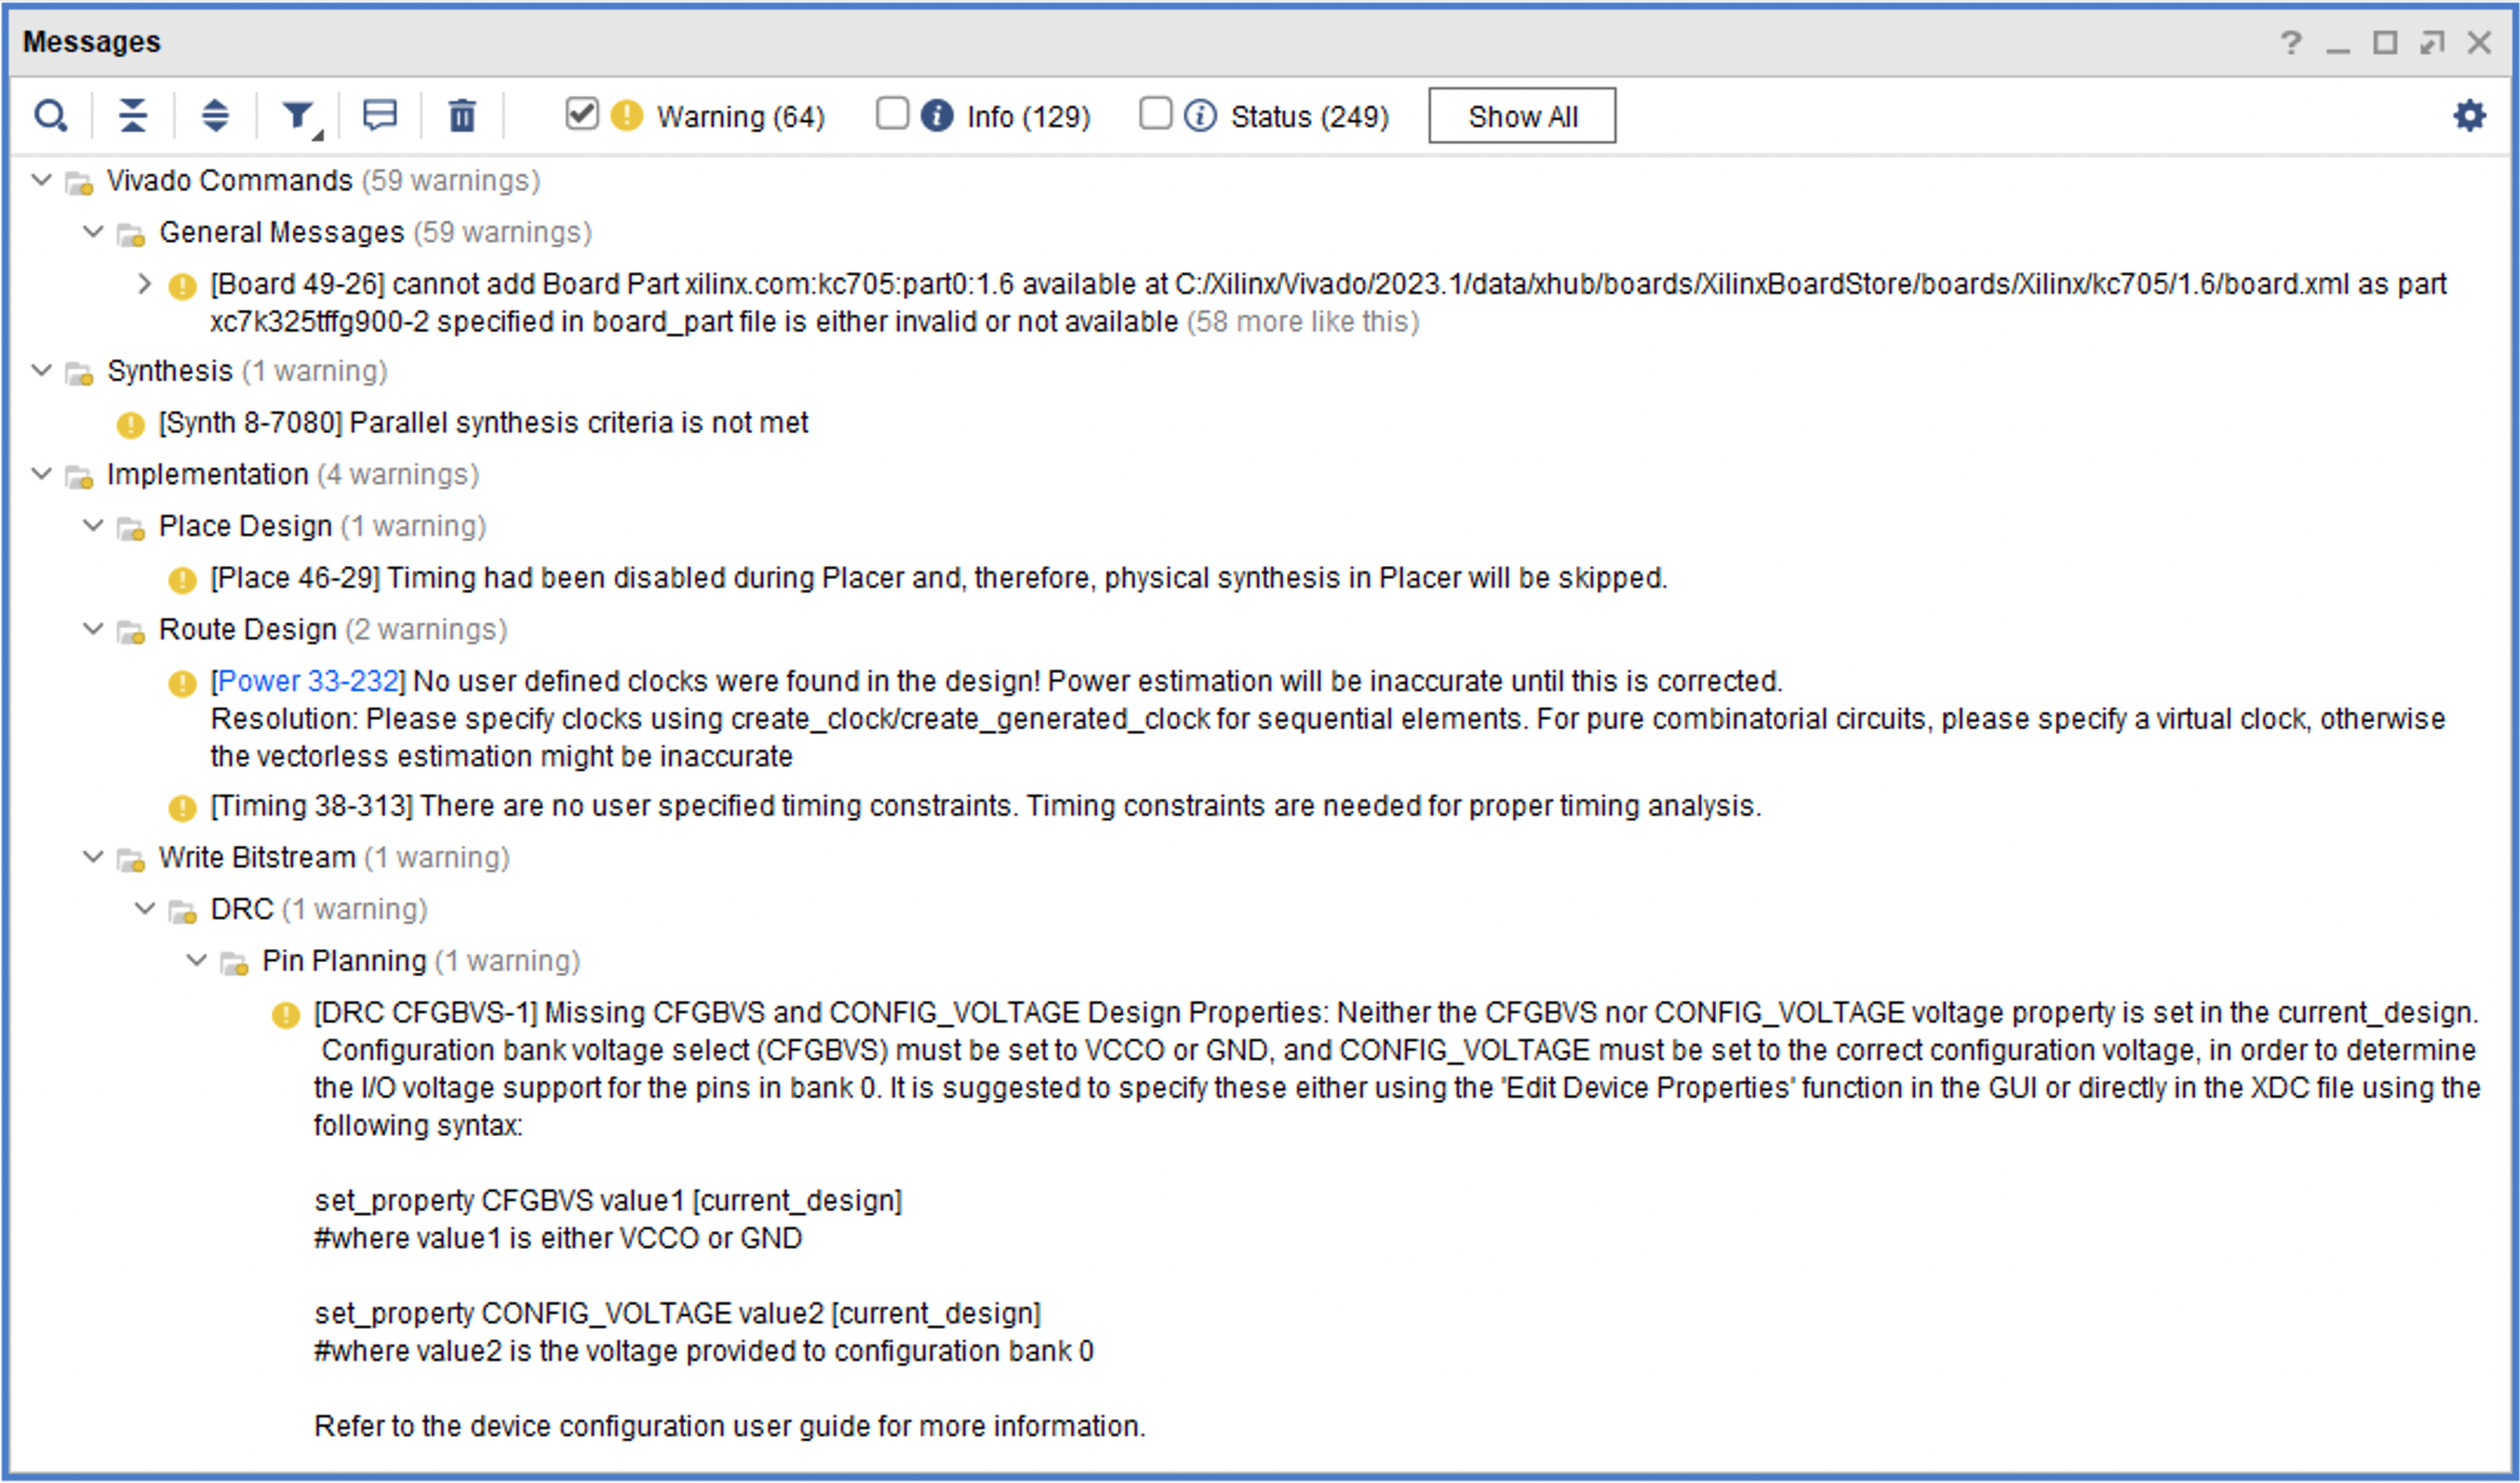 Messages
Warning (64) Info (129) Status (249) Show All
Vivado Commands (59 warnings)
General Messages (59 warnings)
[Board 49-26] cannot add Board Part xilinx.com:kc705:part0:1.6 available at C:/Xilinx/Vivado/2023.1/data/xhub/boards/XilinxBoardStore/boards/Xilinx/kc705/1.6/board.xml as part
xc7k325tffg900-2 specified in board_part file is either invalid or not available (58 more like this)
Synthesis (1 warning)
[Synth 8-7080] Parallel synthesis criteria is not met
Implementation (4 warnings)
Place Design (1 warning)
[Place 46-29] Timing had been disabled during Placer and, therefore, physical synthesis in Placer will be skipped.
Route Design (2 warnings)
[Power 33-232] No user defined clocks were found in the design! Power estimation will be inaccurate until this is corrected.
Resolution: Please specify clocks using create_clock/create_generated_clock for sequential elements. For pure combinatorial circuits, please specify a virtual clock, otherwise
the vectorless estimation might be inaccurate
[Timing 38-313] There are no user specified timing constraints. Timing constraints are needed for proper timing analysis.
Write Bitstream (1 warning)
DRC (1 warning)
Pin Planning (1 warning)
[DRC CFGBVS-1] Missing CFGBVS and CONFIG_VOLTAGE Design Properties: Neither the CFGBVS nor CONFIG_VOLTAGE voltage property is set in the current_design.
Configuration bank voltage select (CFGBVS) must be set to VCCO or GND, and CONFIG_VOLTAGE must be set to the correct configuration voltage, in order to determine
the I/O voltage support for the pins in bank 0. It is suggested to specify these either using the 'Edit Device Properties' function in the GUI or directly in the XDC file using the
following syntax:
set_property CFGBVS value1 [current_design]
#where value1 is either VCCO or GND
set_property CONFIG_VOLTAGE value2 [current_design]
#where value2 is the voltage provided to configuration bank 0
Refer to the device configuration user guide for more information.